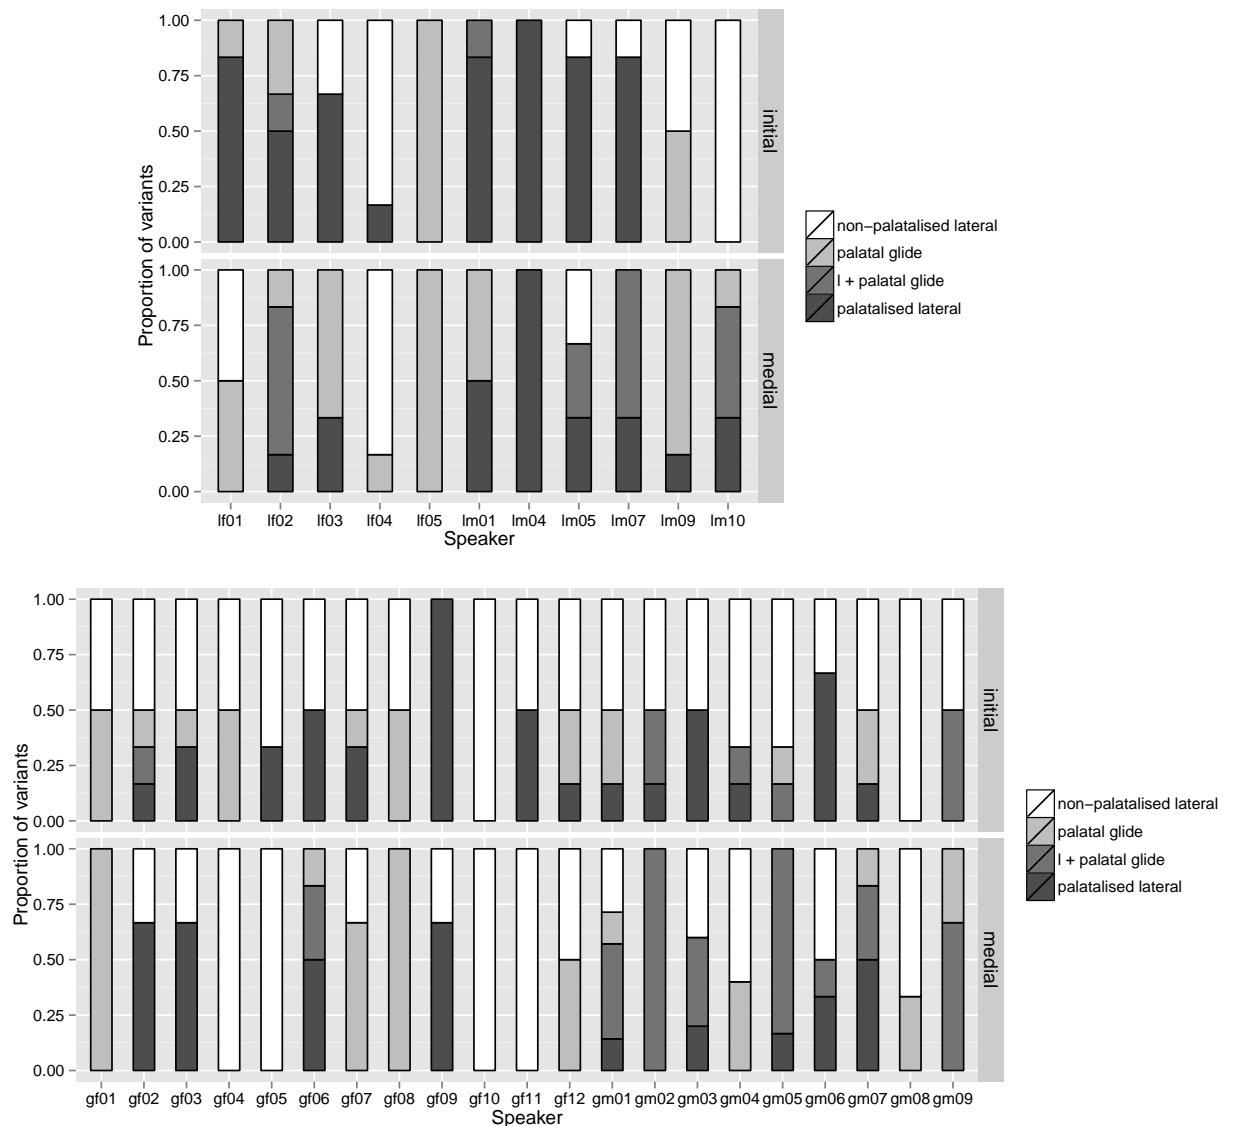 1.00
0.75
0.50
0.25
0.00
initial
1.00
0.75
0.50
0.25
0.00
medial
Proportion of variants
lf01 lf02 lf03 lf04 lf05 lm01 lm04 lm05 lm07 lm09 lm10
Speaker
non−palatalised lateral
palatal glide
l + palatal glide
palatalised lateral
1.00
0.75
0.50
0.25
0.00
initial
1.00
0.75
0.50
0.25
0.00
medial
Proportion of variants
gf01 gf02 gf03 gf04 gf05 gf06 gf07 gf08 gf09 gf10 gf11 gf12 gm01 gm02 gm03 gm04 gm05 gm06 gm07 gm08 gm09
Speaker
non−palatalised lateral
palatal glide
l + palatal glide
palatalised lateral